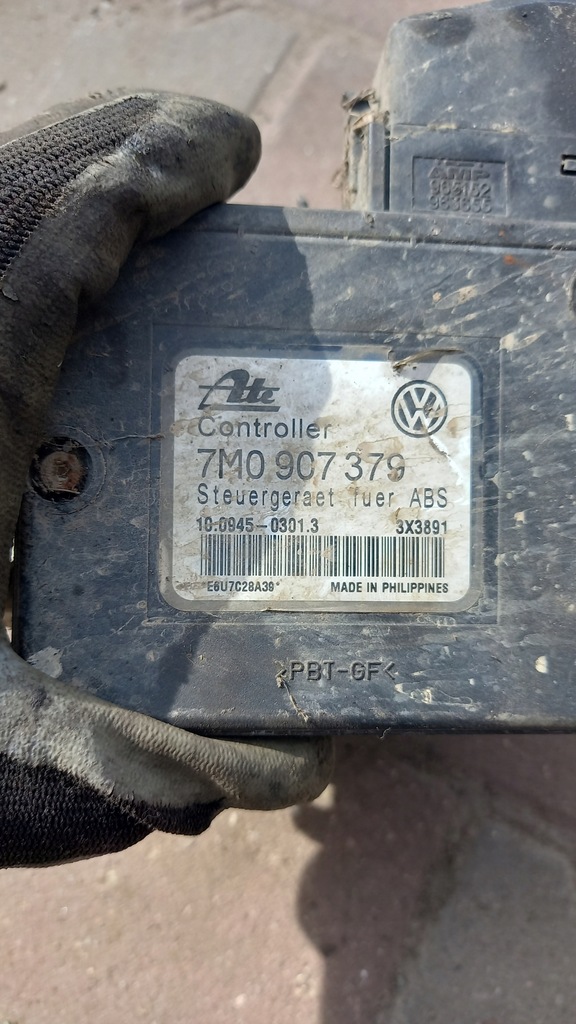 AMP
Ate
Controller
7M0 907 379
Steuergeraet fuer ABS
10.0945-0301.3 3X3891
*E6U7C28A39*
MADE IN PHILIPPINES
>PBT-GF<